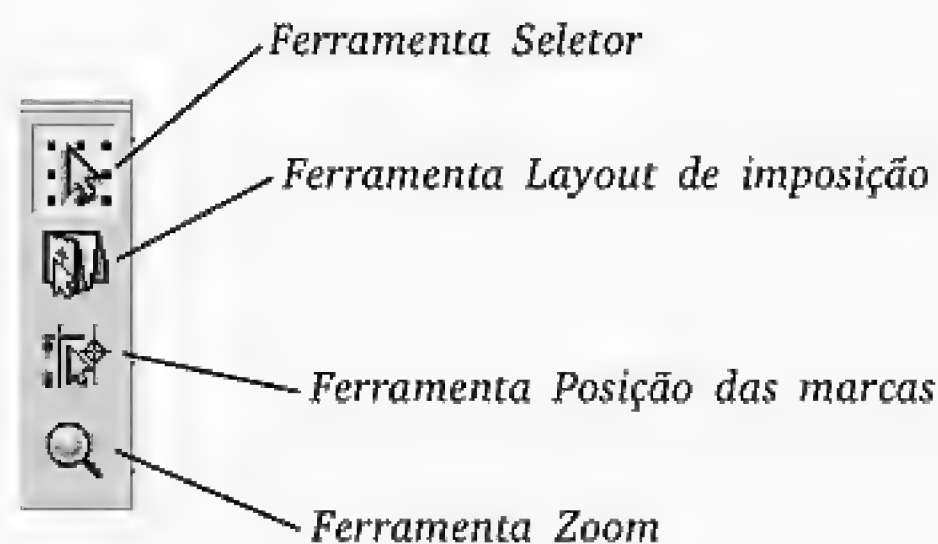 Ferramenta Seletor
Ferramenta Layout de imposição
Ferramenta Posição das marcas
Ferramenta Zoom